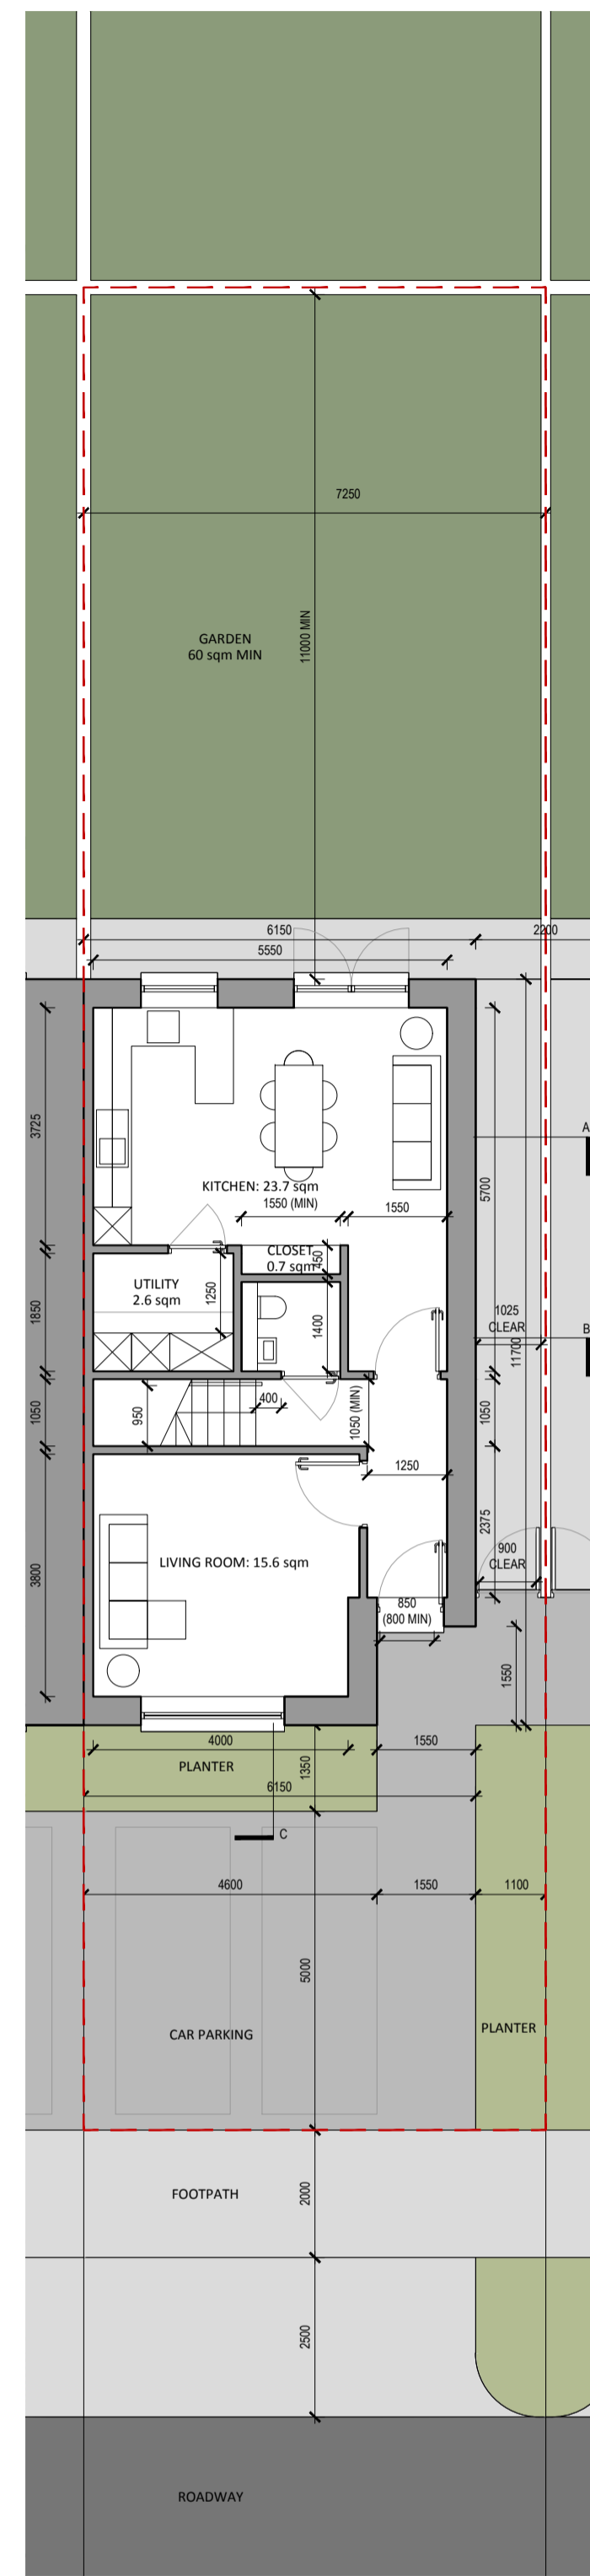 7250
11000 MIN
GARDEN
60 sqm MIN
6150
2200
5550
3725
A
KITCHEN: 23.7 sqm
1550 (MIN)
1550
5700
CLOSET
0.7 sqm
450
UTILITY
2.6 sqm
1250
1850
1400
1025
CLEAR
11700
B
400
950
1050 (MIN)
1050
1050
1250
2375
900
CLEAR
LIVING ROOM: 15.6 sqm
3800
850
(800 MIN)
1550
4000
1550
PLANTER
1350
6150
C
4600
1550
1100
5000
CAR PARKING
PLANTER
FOOTPATH
2000
2500
ROADWAY